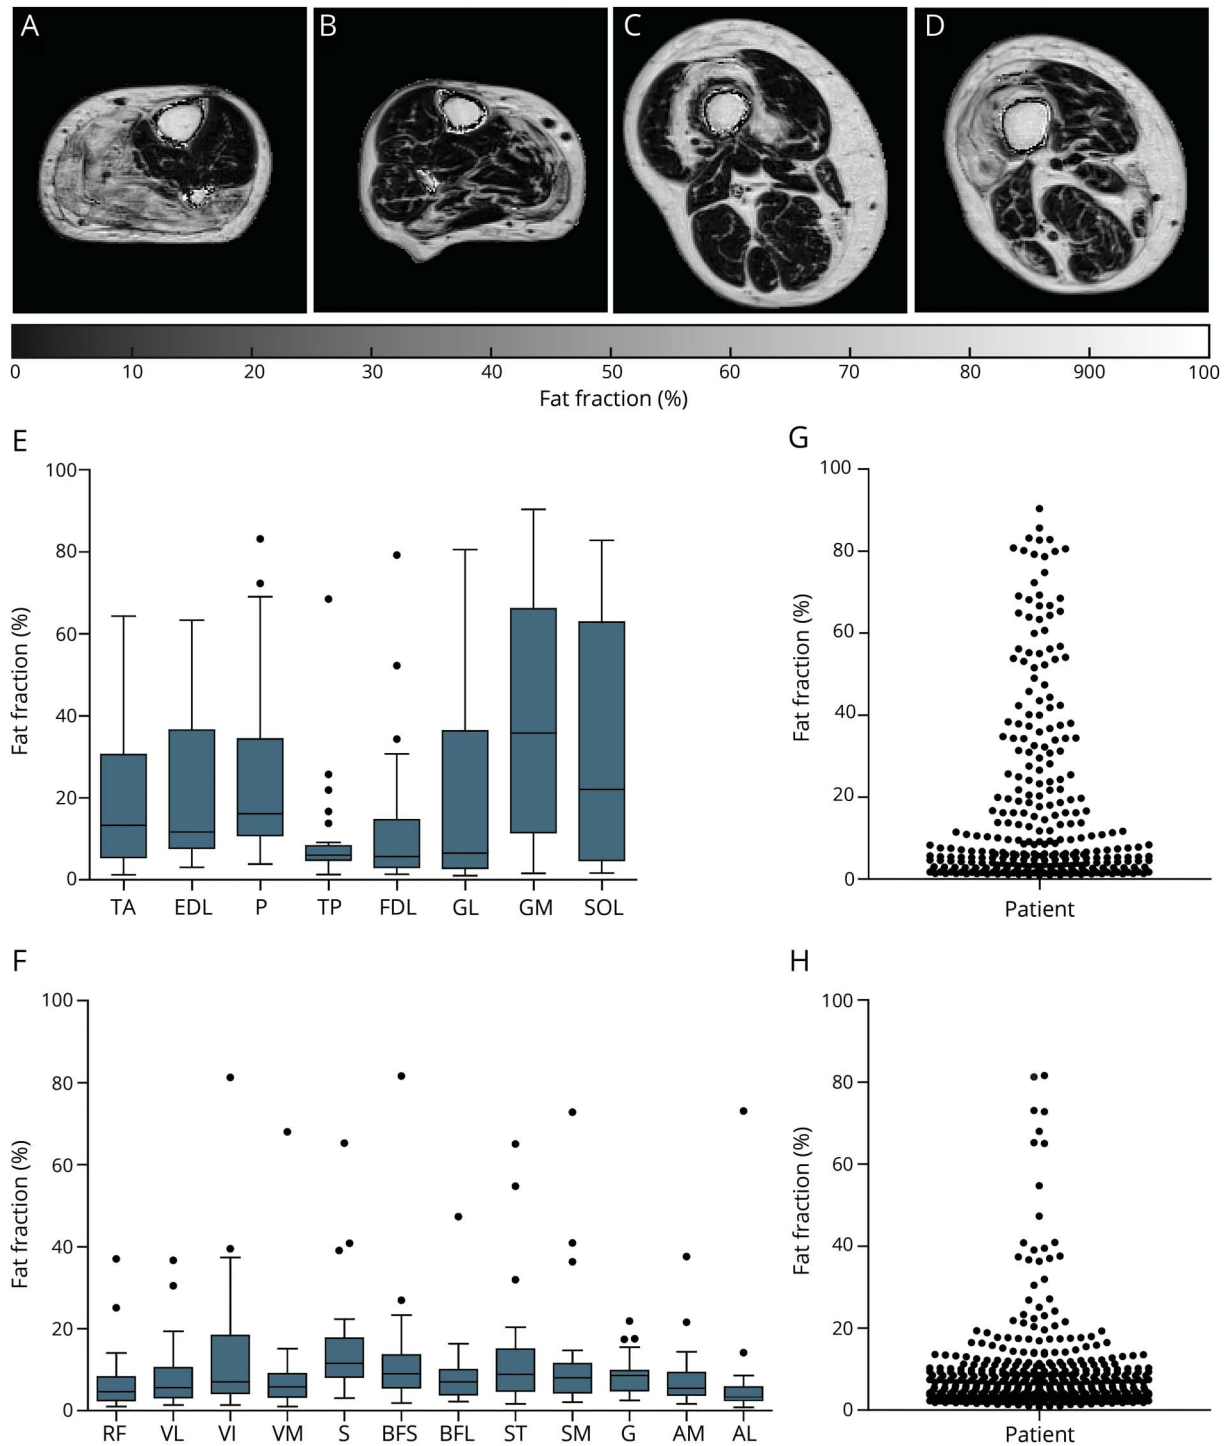 A B C D
0 10 20 30 40 50 60 70 80 900 100
Fat fraction (%)
E
100
80
60
40
20
0
Fat fraction (%)
TA EDL P TP FDL GL GM SOL
G
100
80
60
40
20
0
Fat fraction (%)
Patient
F
100
80
60
40
20
0
Fat fraction (%)
RF VL VI VM S BFS BFL ST SM G AM AL
H
100
80
60
40
20
0
Fat fraction (%)
Patient